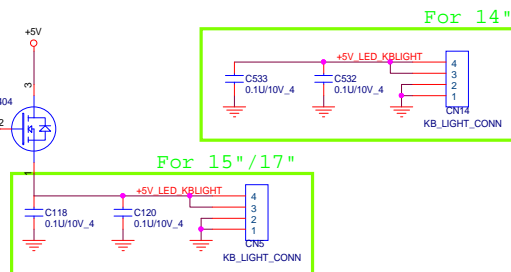 For 14"
+5V
+5V_LED_KBLIGHT
C533
0.1U/10V_4
C532
0.1U/10V_4
4
3
2
1
CN14
KB_LIGHT_CONN
3
404
2
1
For 15"/17"
+5V_LED_KBLIGHT
C118
0.1U/10V_4
C120
0.1U/10V_4
4
3
2
1
CN5
KB_LIGHT_CONN